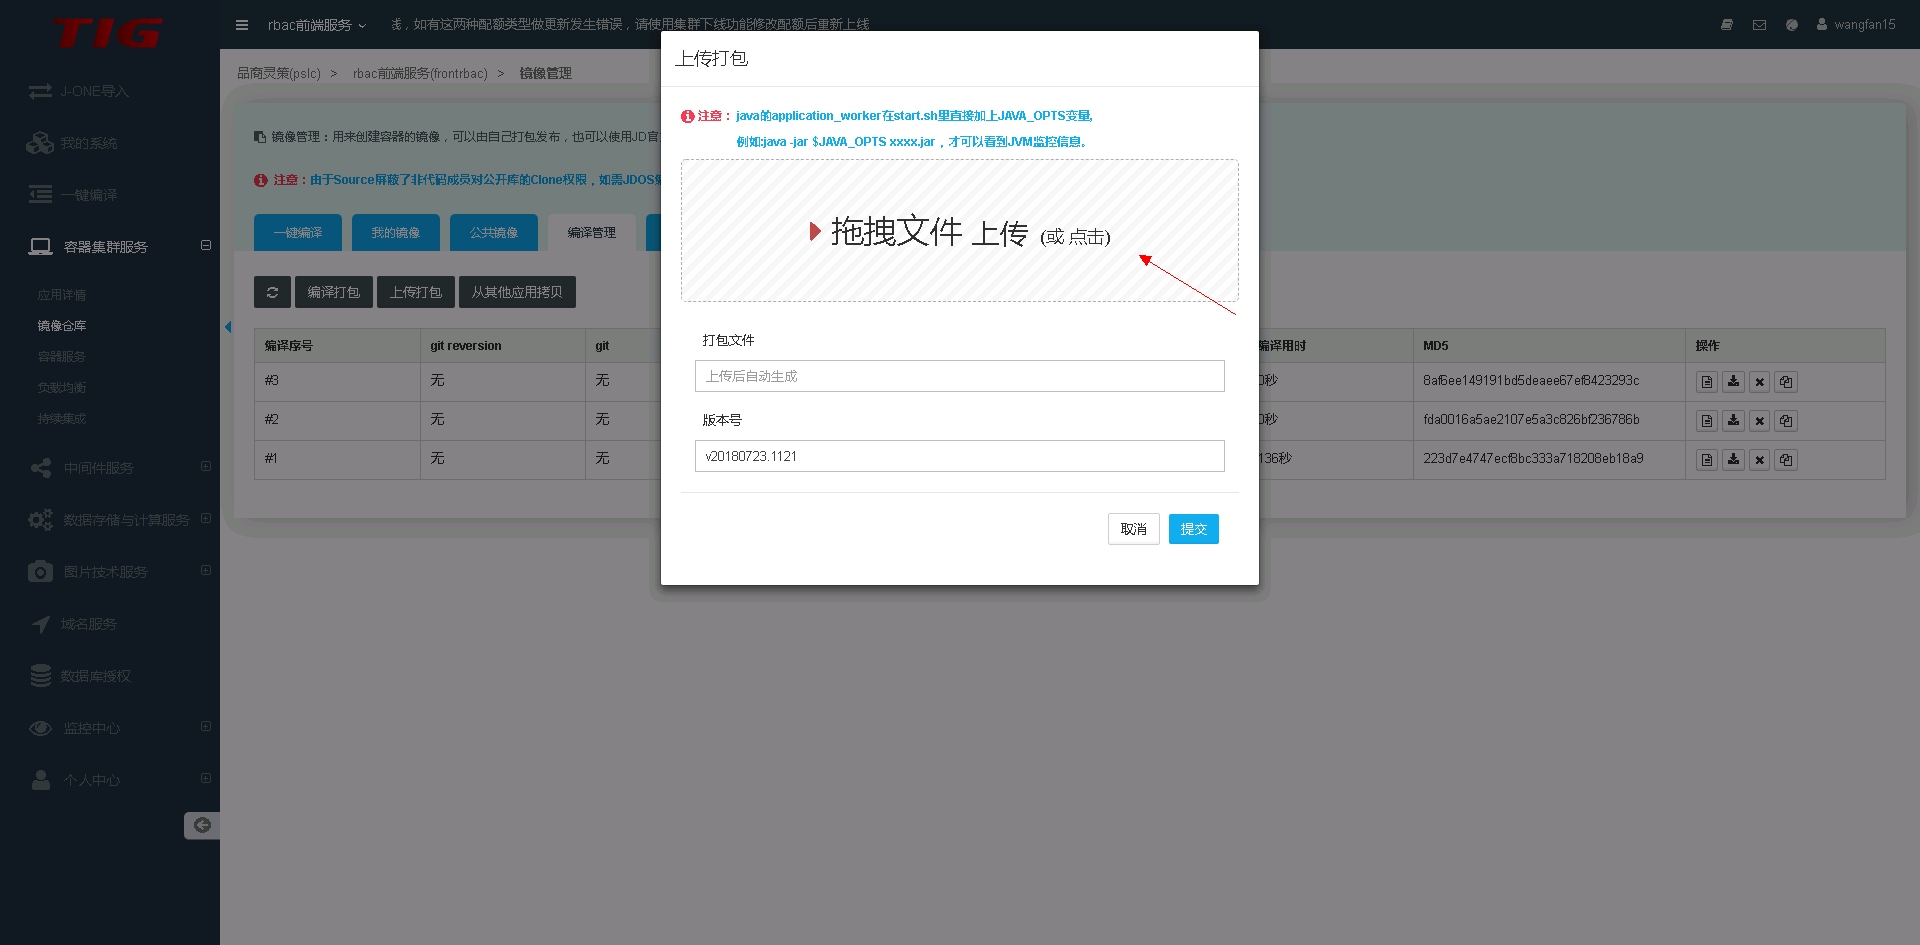 TIG
rbac前端服务
，如有这两种配额类型做更新发生错误，请使用集群下线功能修改配额后重新上线
wangfan15
J-ONE导入
我的系统
一键编译
容器集群服务
应用详情
镜像仓库
容器服务
负载均衡
持续集成
中间件服务
数据存储与计算服务
图片技术服务
域名服务
数据库授权
监控中心
个人中心
品商灵策(pslc) > rbac前端服务(frontrbac) > 镜像管理
镜像管理：用来创建容器的镜像，可以由自己打包发布，也可以使用JD官
注意：由于Source屏蔽了非代码成员对公开库的Clone权限，如需JDOS
一键编译 我的镜像 公共镜像 编译管理
编译打包 上传打包 从其他应用拷贝
编译序号 git reversion git 编译用时 MD5 操作
#3 无 无 0秒 8af6ee149191bd5deaee67ef8423293c
#2 无 无 0秒 fda0016a5ae2107e5a3c826bf236786b
#1 无 无 136秒 223d7e4747ecf8bc333a718208eb18a9
上传打包
注意： java的application_worker在start.sh里直接加上JAVA_OPTS变量,
例如:java -jar $JAVA_OPTS xxxx.jar，才可以看到JVM监控信息。
拖拽文件 上传 (或 点击)
打包文件
上传后自动生成
版本号
v20180723.1121
取消 提交